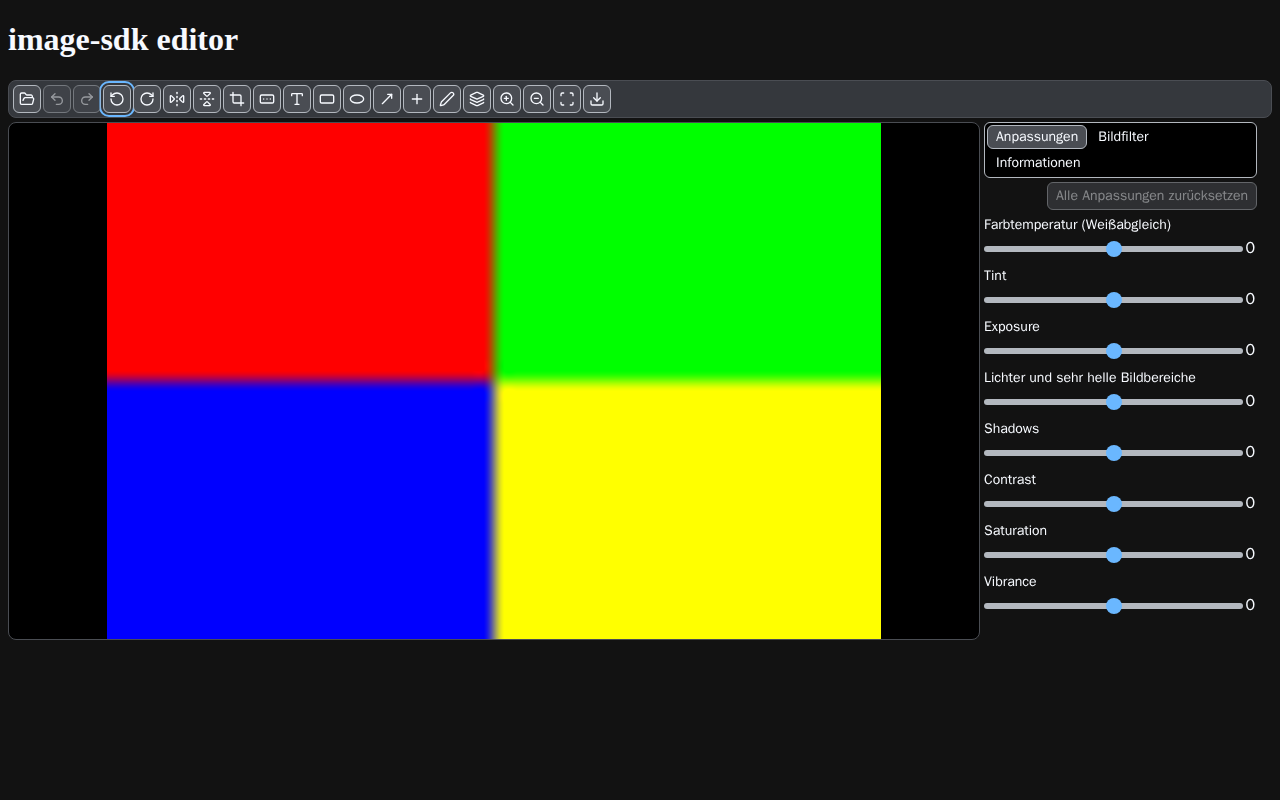 image-sdk editor
Anpassungen Bildfilter
Informationen
Alle Anpassungen zurücksetzen
Farbtemperatur (Weißabgleich)
0
Tint
0
Exposure
0
Lichter und sehr helle Bildbereiche
0
Shadows
0
Contrast
0
Saturation
0
Vibrance
0